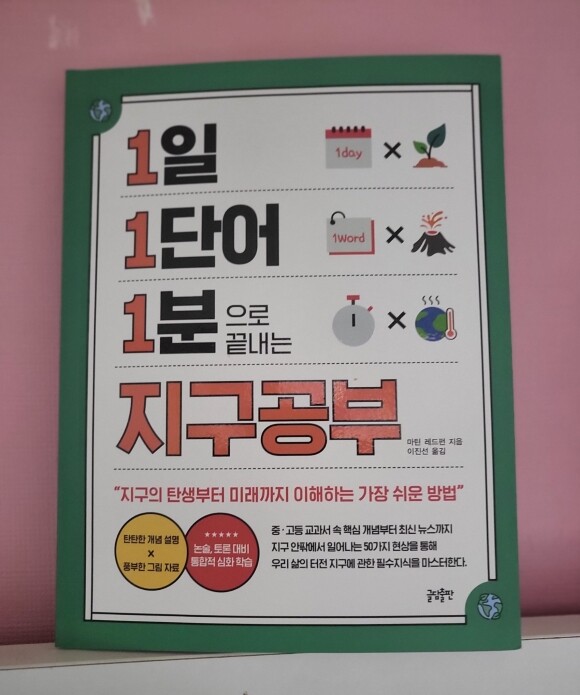 1일
1day
1단어
1Word
1분으로
끝내는
지구공부
마틴 레드펀 지음
이진선 옮김
"지구의 탄생부터 미래까지 이해하는 가장 쉬운 방법"
탄탄한 개념 설명
×
풍부한 그림 자료
★★★★★
논술, 토론 대비
통합적 심화 학습
중·고등 교과서 속 핵심 개념부터 최신 뉴스까지
지구 안팎에서 일어나는 50가지 현상을 통해
우리 삶의 터전 지구에 관한 필수지식을 마스터한다.
글담출판